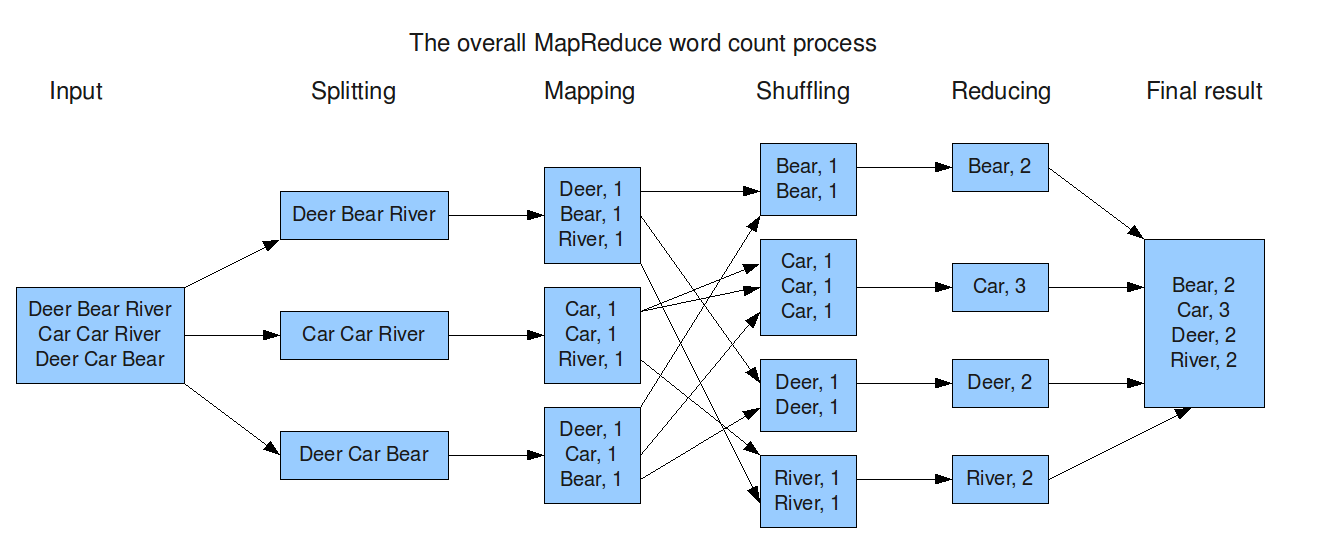 The overall MapReduce word count process
Input
Splitting
Mapping
Shuffling
Reducing
Final result
Deer Bear River
Car Car River
Deer Car Bear
Deer Bear River
Car Car River
Deer Car Bear
Deer, 1
Bear, 1
River, 1
Car, 1
Car, 1
River, 1
Deer, 1
Car, 1
Bear, 1
Bear, 1
Bear, 1
Car, 1
Car, 1
Car, 1
Deer, 1
Deer, 1
River, 1
River, 1
Bear, 2
Car, 3
Deer, 2
River, 2
Bear, 2
Car, 3
Deer, 2
River, 2